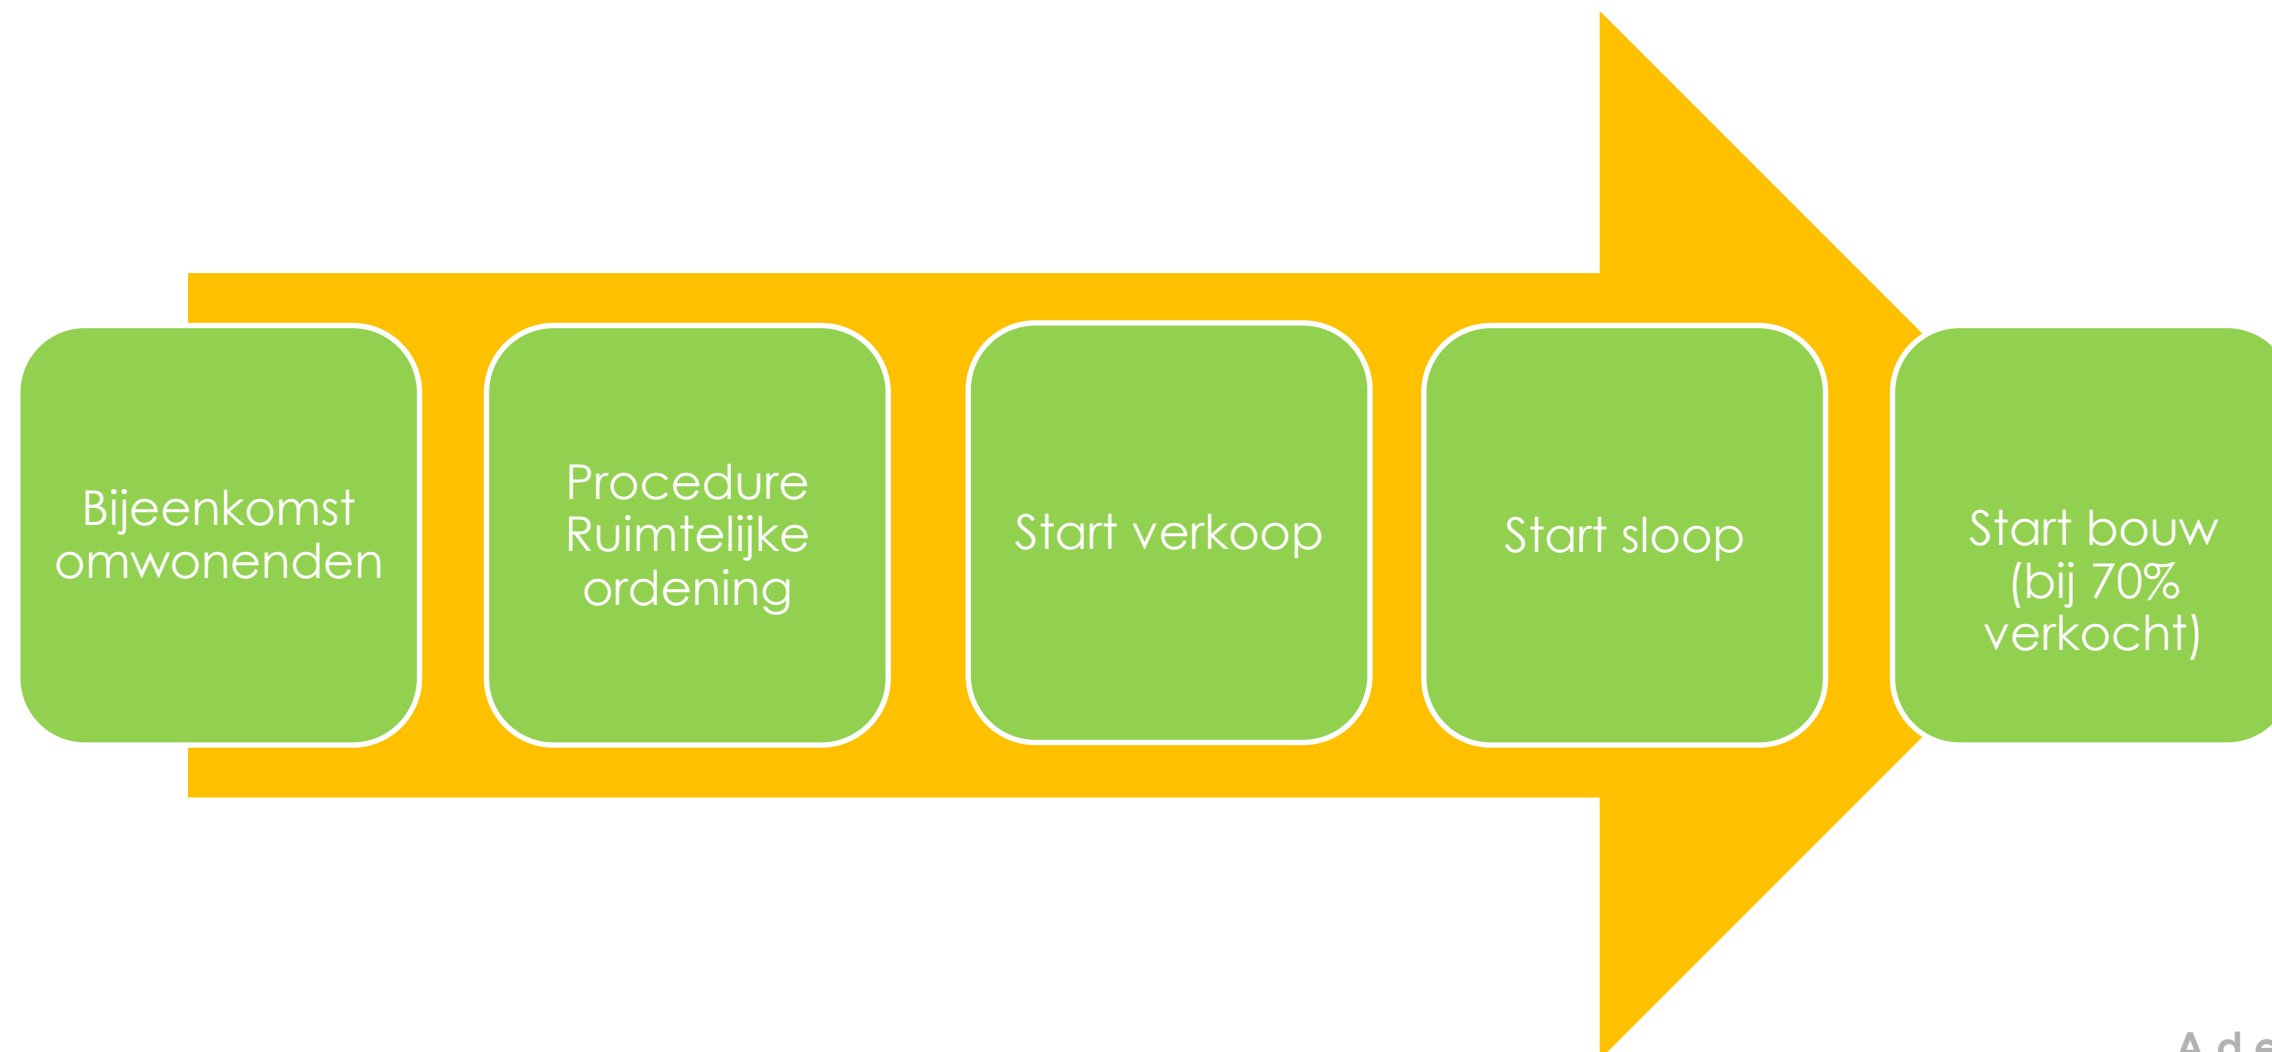 Bijeenkomst
omwonenden
Procedure
Ruimtelijke
ordening
Start verkoop
Start sloop
Start bouw
(bij 70%
verkocht)